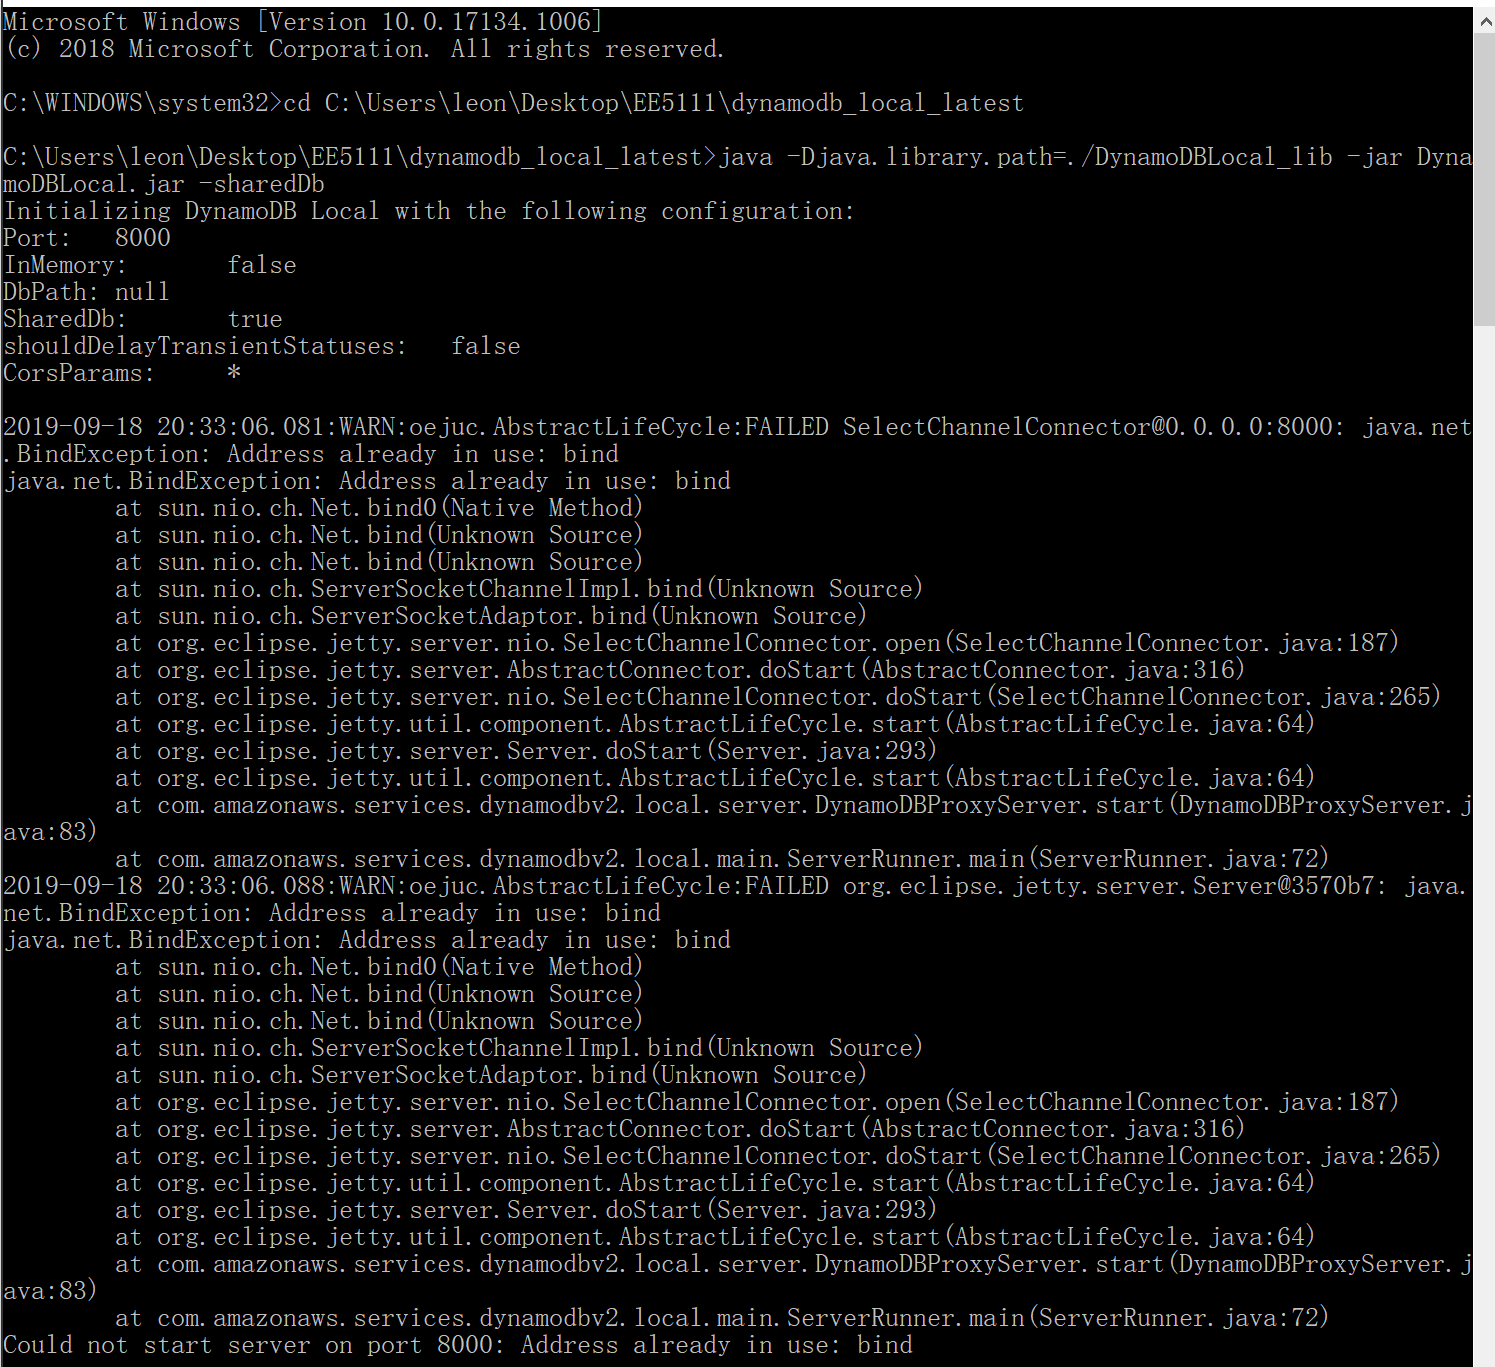 Microsoft Windows [Version 10.0.17134.1006]
(c) 2018 Microsoft Corporation. All rights reserved.
C:\WINDOWS\system32>cd C:\Users\leon\Desktop\EE5111\dynamodb_local_latest
C:\Users\leon\Desktop\EE5111\dynamodb_local_latest>java -Djava.library.path=./DynamoDBLocal_lib -jar Dyna
moDBLocal.jar -sharedDb
Initializing DynamoDB Local with the following configuration:
Port:   8000
InMemory:       false
DbPath: null
SharedDb:       true
shouldDelayTransientStatuses:   false
CorsParams:     *
2019-09-18 20:33:06.081:WARN:oejuc.AbstractLifeCycle:FAILED SelectChannelConnector@0.0.0.0:8000: java.net
.BindException: Address already in use: bind
java.net.BindException: Address already in use: bind
        at sun.nio.ch.Net.bind0(Native Method)
        at sun.nio.ch.Net.bind(Unknown Source)
        at sun.nio.ch.Net.bind(Unknown Source)
        at sun.nio.ch.ServerSocketChannelImpl.bind(Unknown Source)
        at sun.nio.ch.ServerSocketAdaptor.bind(Unknown Source)
        at org.eclipse.jetty.server.nio.SelectChannelConnector.open(SelectChannelConnector.java:187)
        at org.eclipse.jetty.server.AbstractConnector.doStart(AbstractConnector.java:316)
        at org.eclipse.jetty.server.nio.SelectChannelConnector.doStart(SelectChannelConnector.java:265)
        at org.eclipse.jetty.util.component.AbstractLifeCycle.start(AbstractLifeCycle.java:64)
        at org.eclipse.jetty.server.Server.doStart(Server.java:293)
        at org.eclipse.jetty.util.component.AbstractLifeCycle.start(AbstractLifeCycle.java:64)
        at com.amazonaws.services.dynamodbv2.local.server.DynamoDBProxyServer.start(DynamoDBProxyServer.j
ava:83)
        at com.amazonaws.services.dynamodbv2.local.main.ServerRunner.main(ServerRunner.java:72)
2019-09-18 20:33:06.088:WARN:oejuc.AbstractLifeCycle:FAILED org.eclipse.jetty.server.Server@3570b7: java.
net.BindException: Address already in use: bind
java.net.BindException: Address already in use: bind
        at sun.nio.ch.Net.bind0(Native Method)
        at sun.nio.ch.Net.bind(Unknown Source)
        at sun.nio.ch.Net.bind(Unknown Source)
        at sun.nio.ch.ServerSocketChannelImpl.bind(Unknown Source)
        at sun.nio.ch.ServerSocketAdaptor.bind(Unknown Source)
        at org.eclipse.jetty.server.nio.SelectChannelConnector.open(SelectChannelConnector.java:187)
        at org.eclipse.jetty.server.AbstractConnector.doStart(AbstractConnector.java:316)
        at org.eclipse.jetty.server.nio.SelectChannelConnector.doStart(SelectChannelConnector.java:265)
        at org.eclipse.jetty.util.component.AbstractLifeCycle.start(AbstractLifeCycle.java:64)
        at org.eclipse.jetty.server.Server.doStart(Server.java:293)
        at org.eclipse.jetty.util.component.AbstractLifeCycle.start(AbstractLifeCycle.java:64)
        at com.amazonaws.services.dynamodbv2.local.server.DynamoDBProxyServer.start(DynamoDBProxyServer.j
ava:83)
        at com.amazonaws.services.dynamodbv2.local.main.ServerRunner.main(ServerRunner.java:72)
Could not start server on port 8000: Address already in use: bind